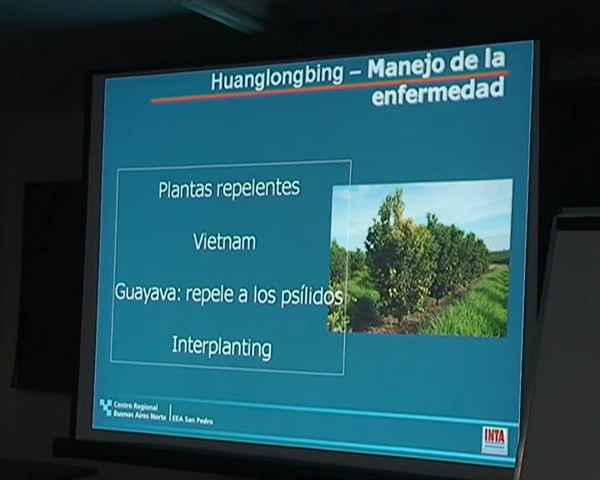 Huanglongbing – Manejo de la
enfermedad
Plantas repelentes
Vietnam
Guayava: repele a los psílidos
Interplanting
Centro Regional
Buenos Aires Norte
EEA San Pedro
INTA